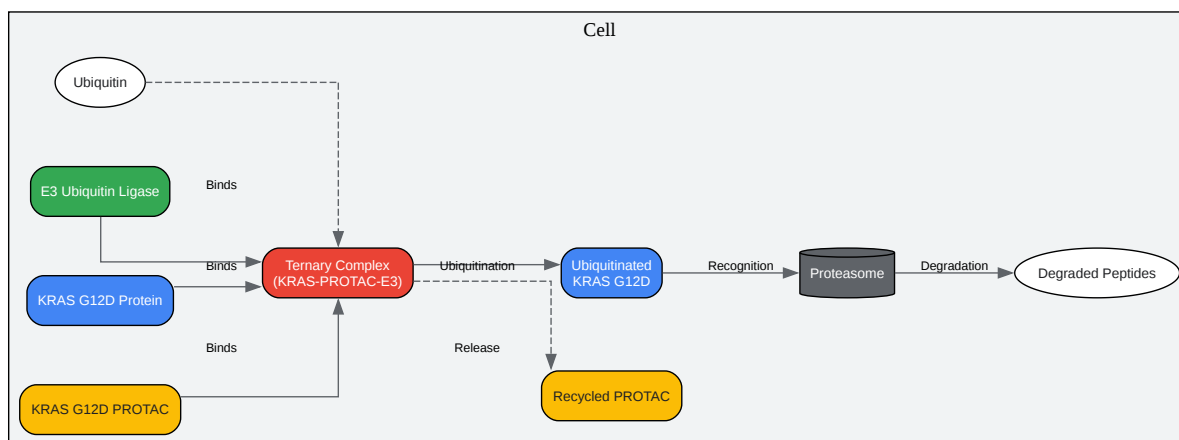 Cell
Ubiquitin
Binds
E3 Ubiquitin Ligase
Binds
Ternary Complex
(KRAS-PROTAC-E3)
Ubiquitination
Ubiquitinated
KRAS G12D
Recognition
Proteasome
Degradation
Degraded Peptides
KRAS G12D Protein
Binds
Release
KRAS G12D PROTAC
Recycled PROTAC